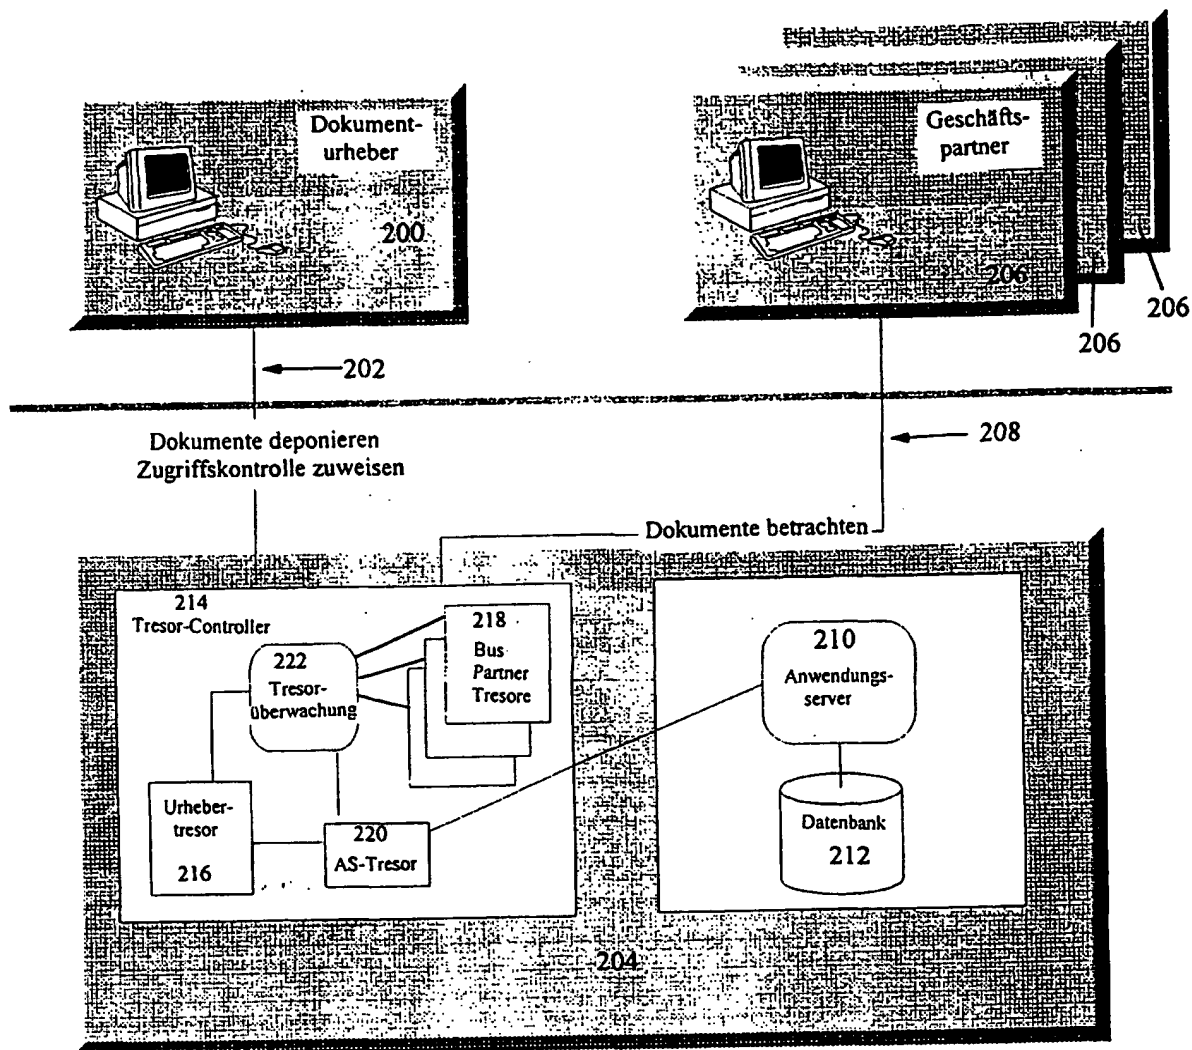 Dokument-
urheber
200
Geschäfts-
partner
206
206
206
202
208
Dokumente deponieren
Zugriffskontrolle zuweisen
Dokumente betrachten
214
Tresor-Controller
222
Tresor-
überwachung
218
Bus
Partner
Tresore
Urheber-
tresor
216
220
AS-Tresor
210
Anwendungs-
server
Datenbank
212
204